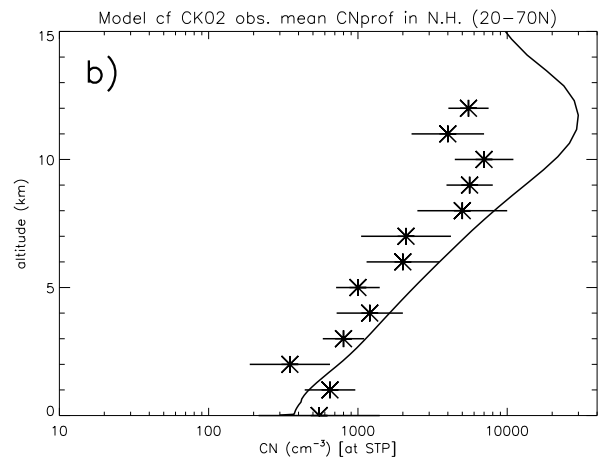 Model cf CK02 obs. mean CNprof in N.H. (20-70N)
b)
15
10
5
0
altitude (km)
10
100
1000
10000
CN (cm⁻³) [at STP]